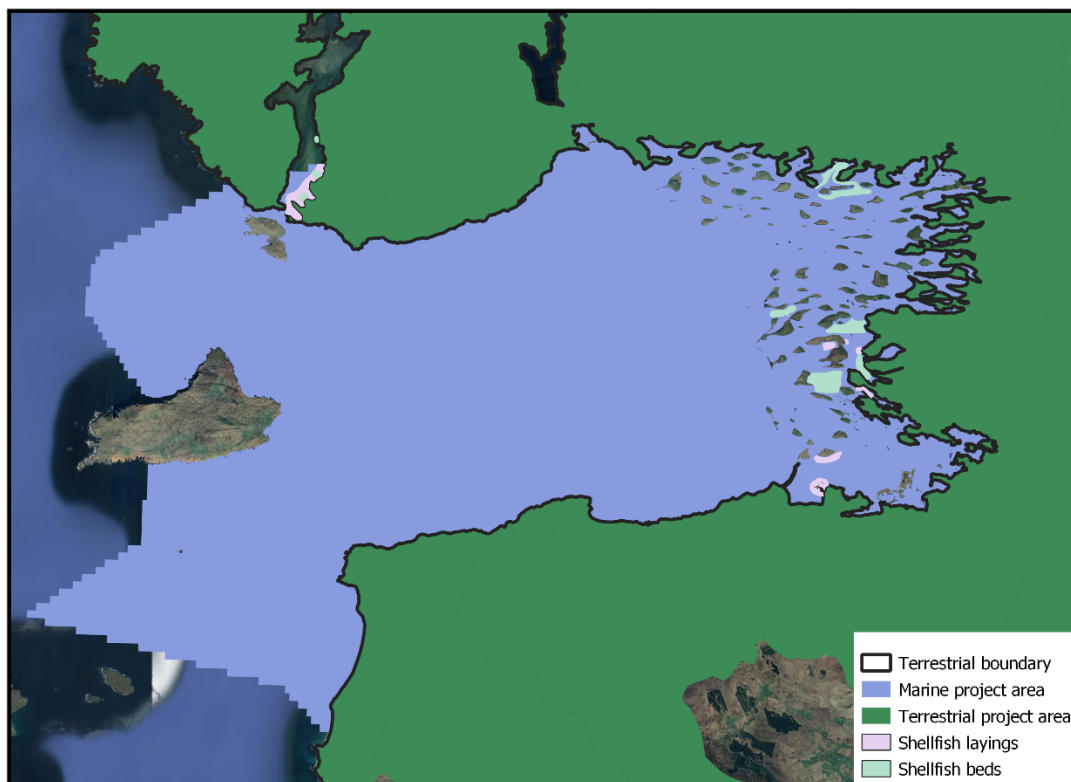 Terrestrial boundary
Marine project area
Terrestrial project area
Shellfish layings
Shellfish beds